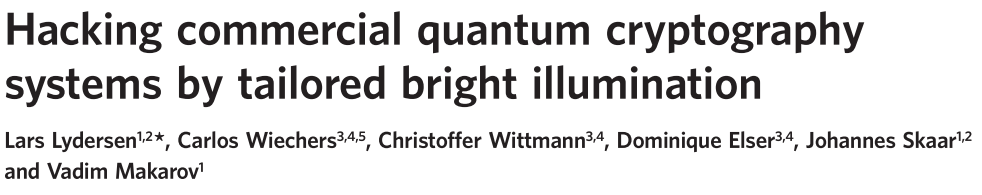 Hacking commercial quantum cryptography
systems by tailored bright illumination
Lars Lydersen¹,²★, Carlos Wiechers³,⁴,⁵, Christoffer Wittmann³,⁴, Dominique Elser³,⁴, Johannes Skaar¹,²
and Vadim Makarov¹